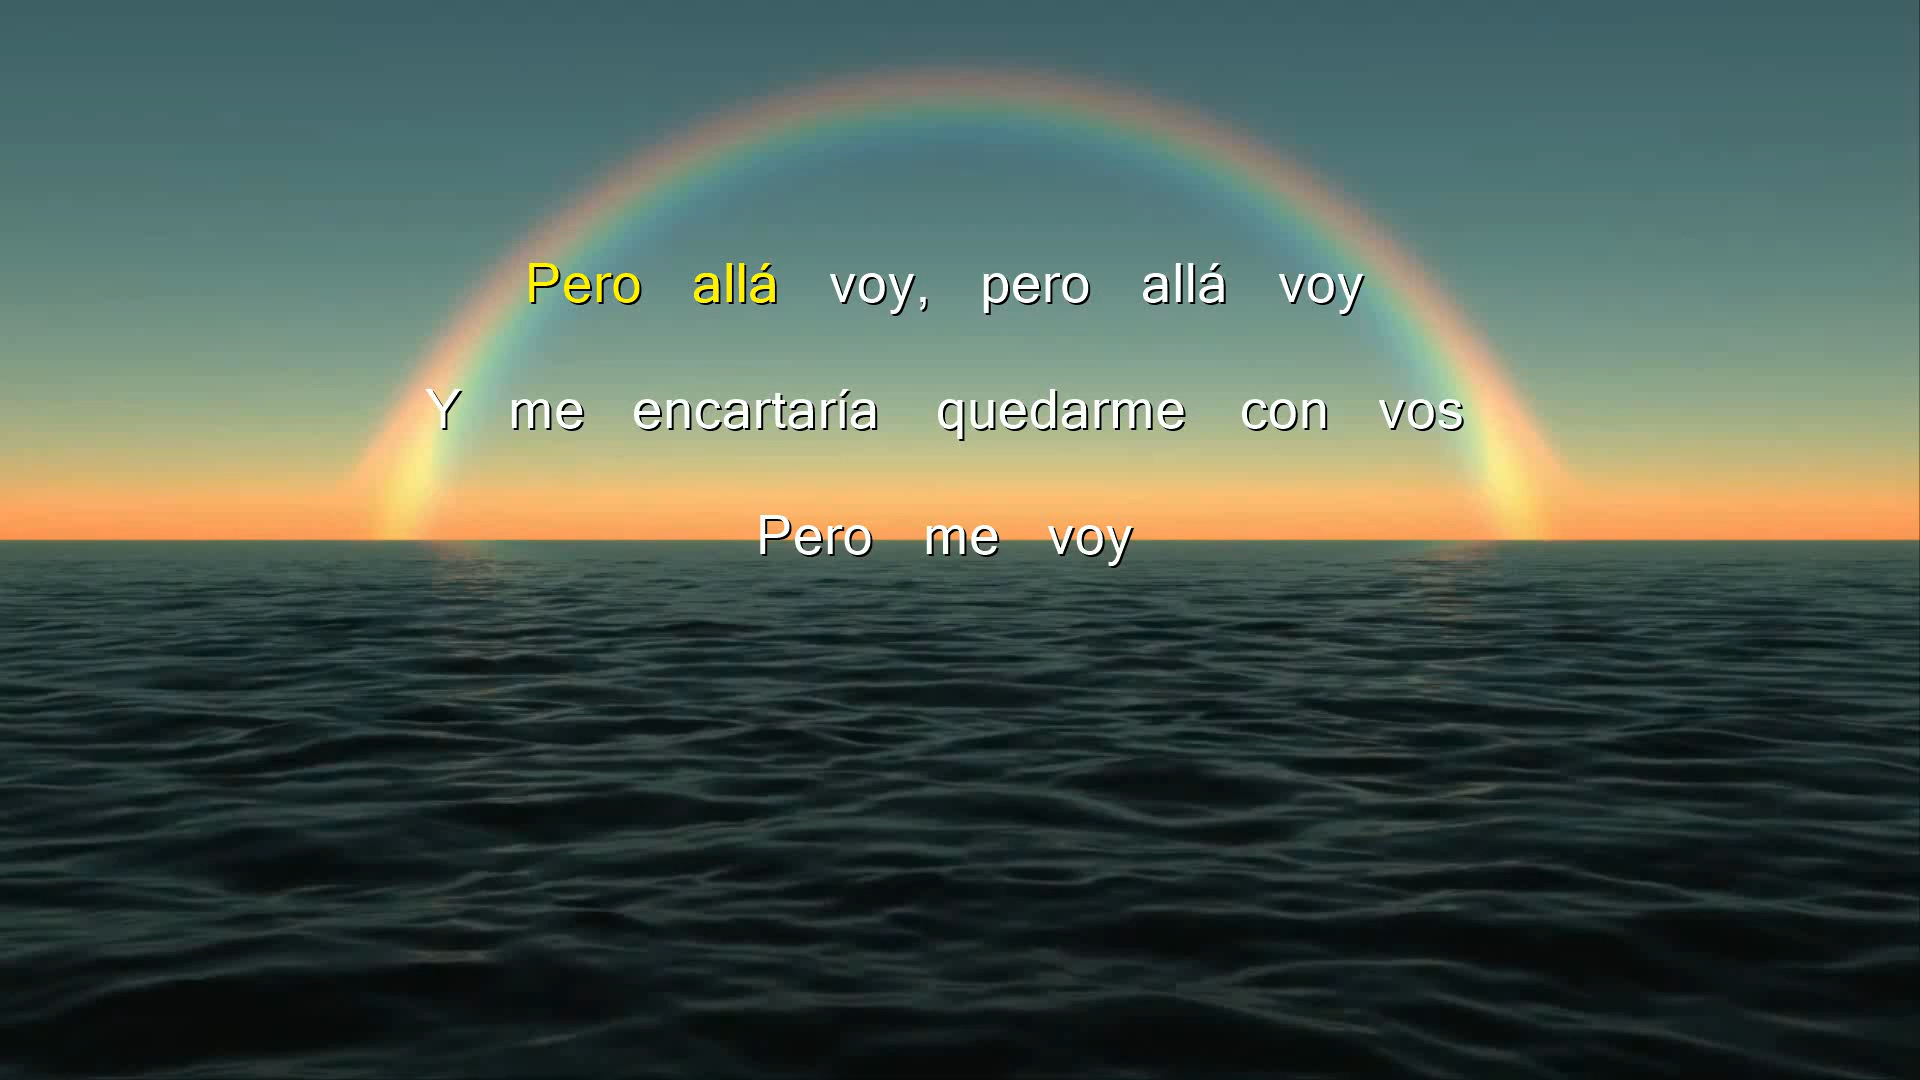 Pero allá voy, pero allá voy
Y me encartaría quedarme con vos
Pero me voy